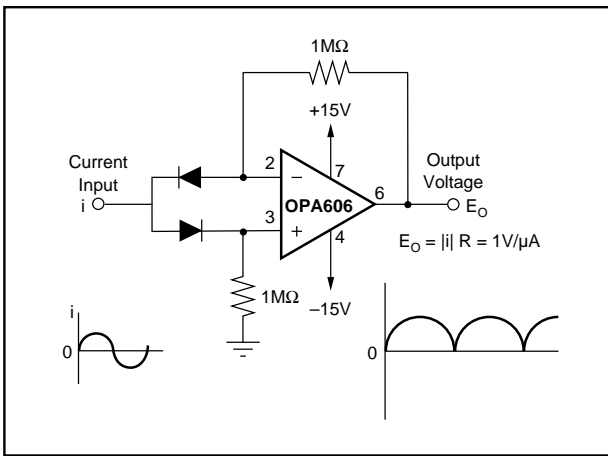 1MΩ
+15V
Current
Input
i
2
–
7
OPA606
6
3
+
4
Output
Voltage
E_O
E_O = |i| R = 1V/µA
1MΩ
–15V
i
0
0